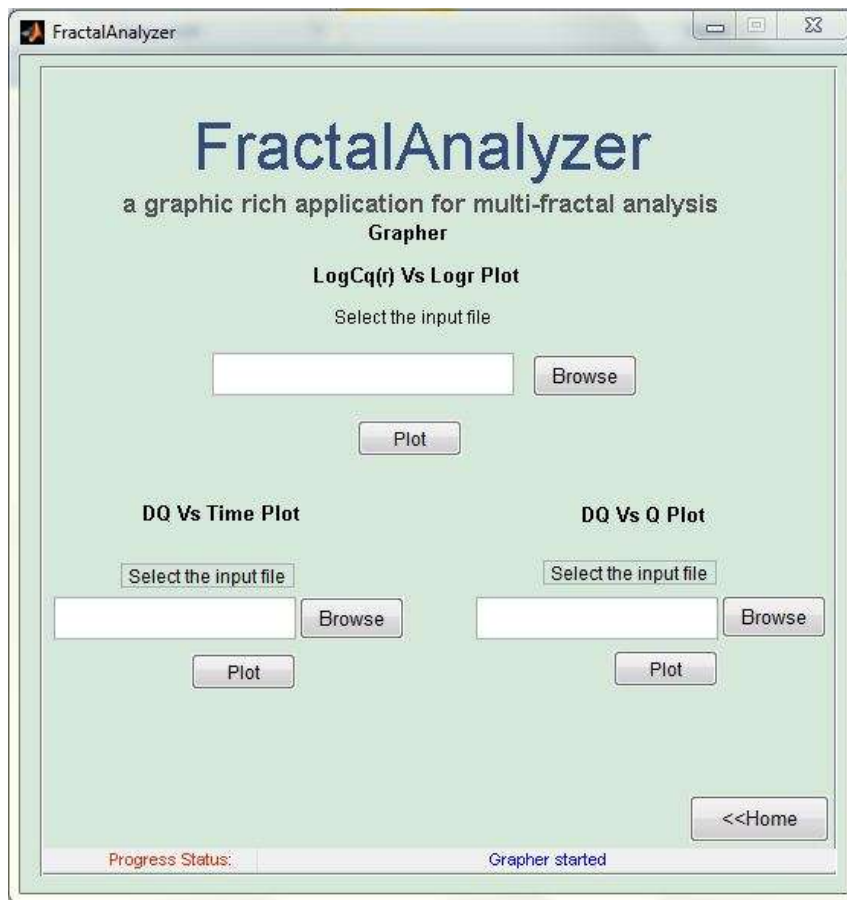 FractalAnalyzer
FractalAnalyzer
a graphic rich application for multi-fractal analysis
Grapher
LogCq(r) Vs Logr Plot
Select the input file
Browse
Plot
DQ Vs Time Plot
DQ Vs Q Plot
Select the input file
Select the input file
Browse
Browse
Plot
Plot
<<Home
Progress Status:
Grapher started